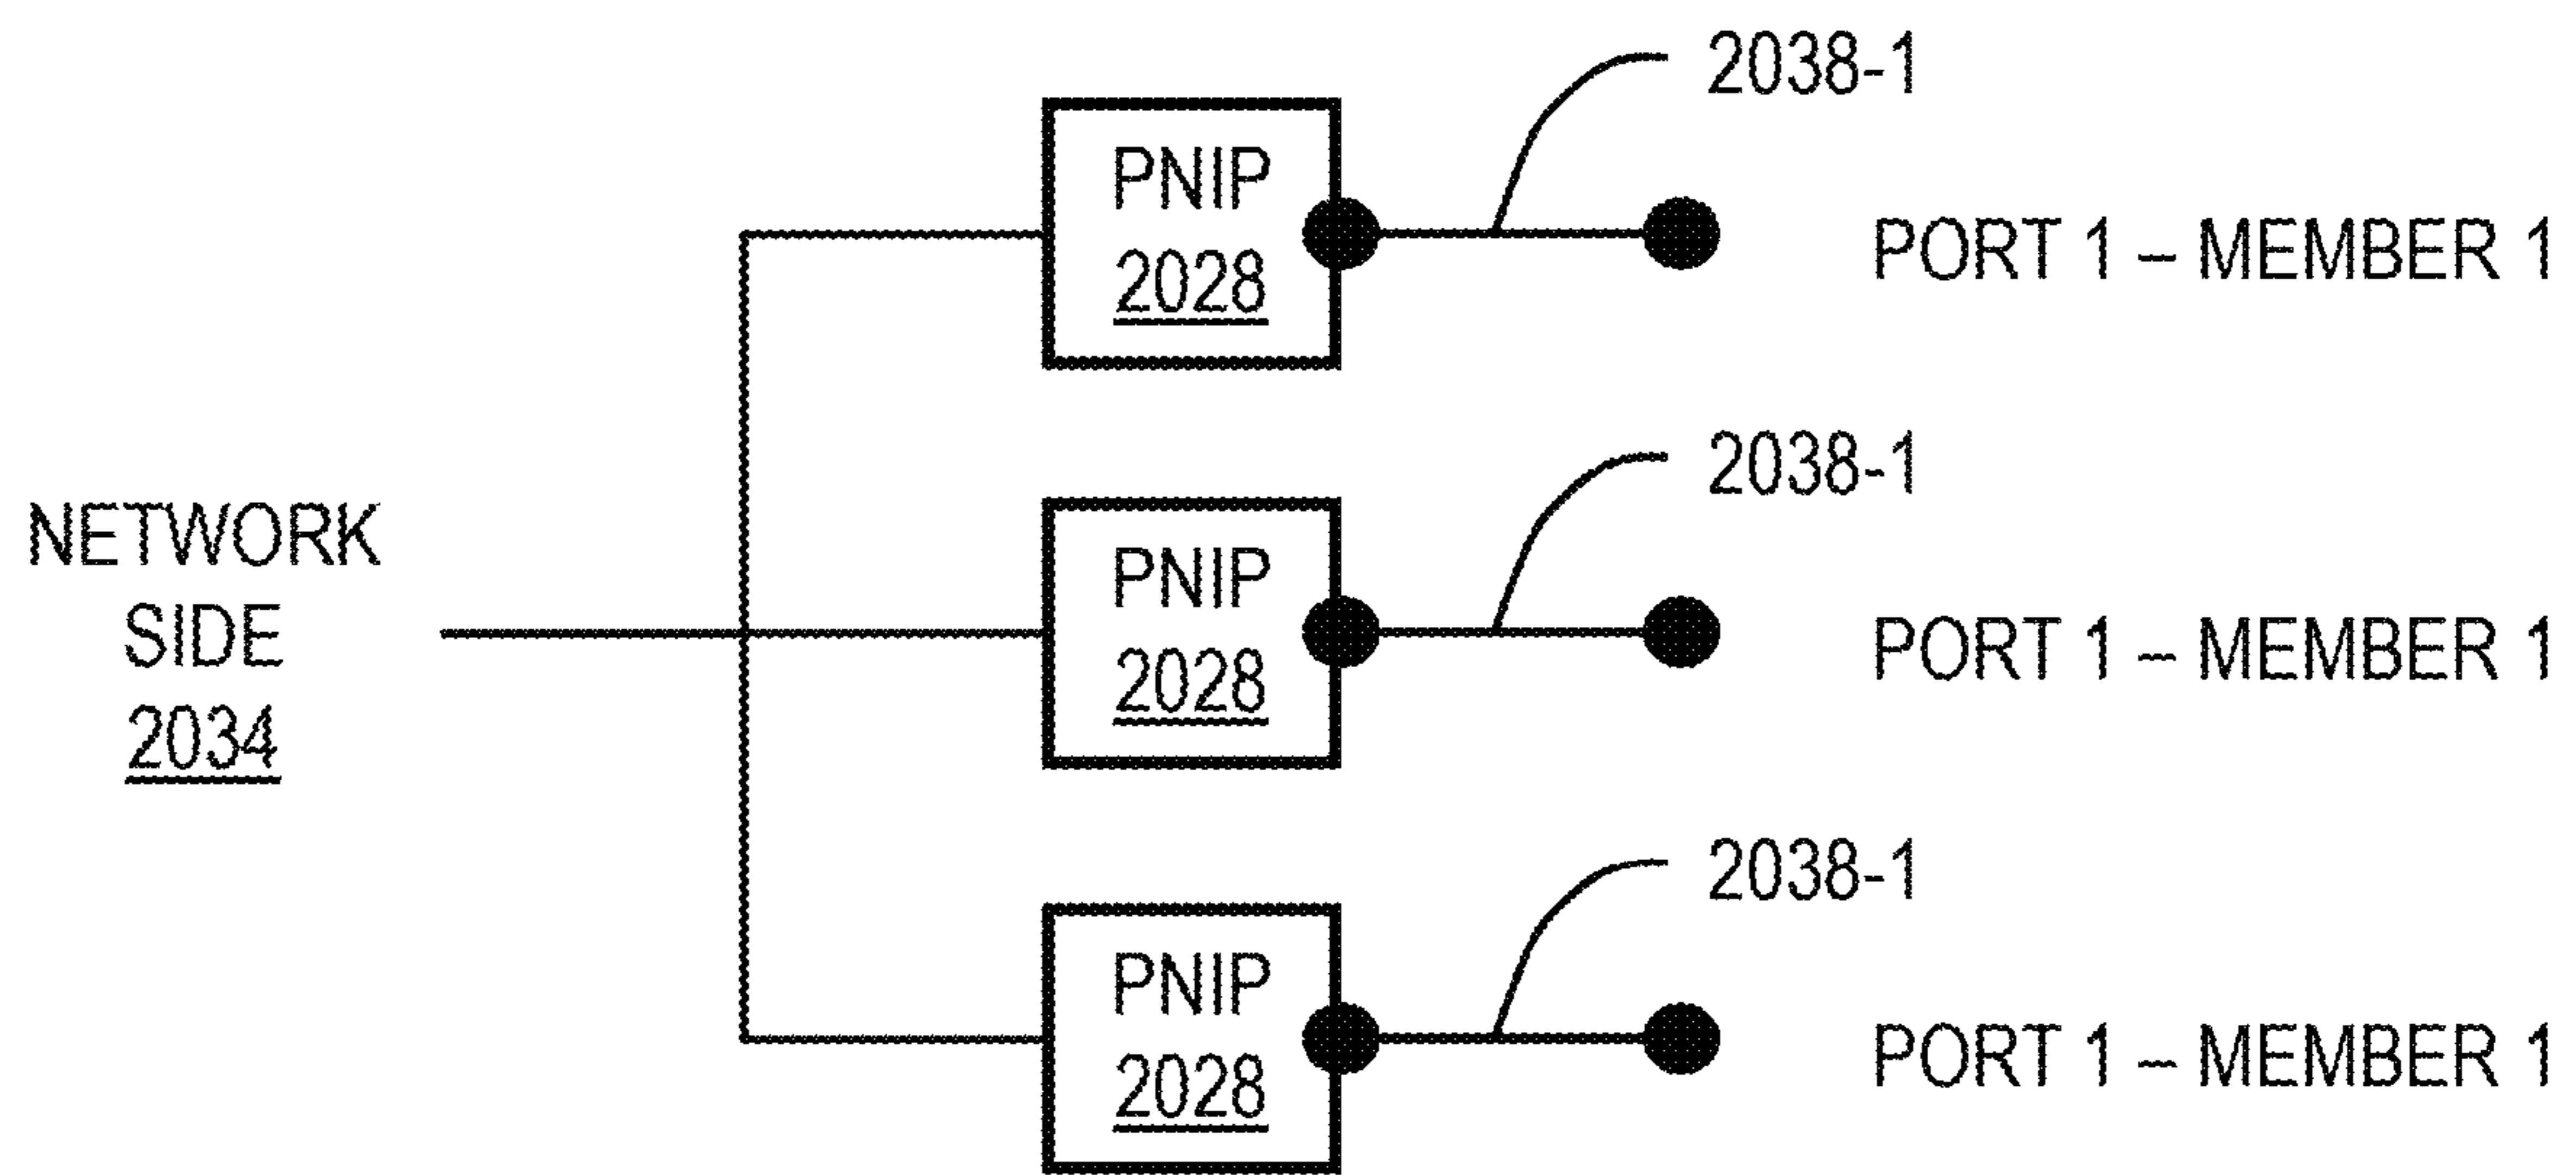 2038-1
PNIP
2028
PORT 1 – MEMBER 1
2038-1
NETWORK
SIDE
2034
PNIP
2028
PORT 1 – MEMBER 1
2038-1
PNIP
2028
PORT 1 – MEMBER 1